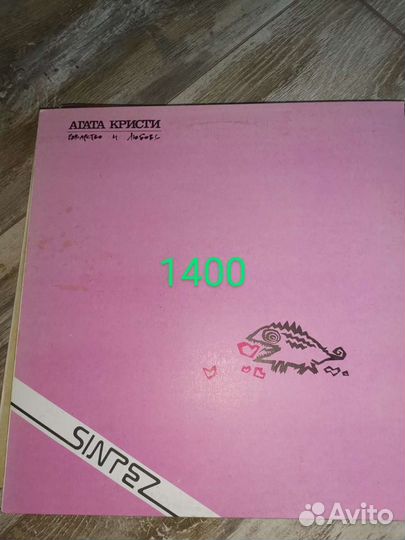 АГАТА КРИСТИ
коварство и любовь
1400
SINTEZ
Avito